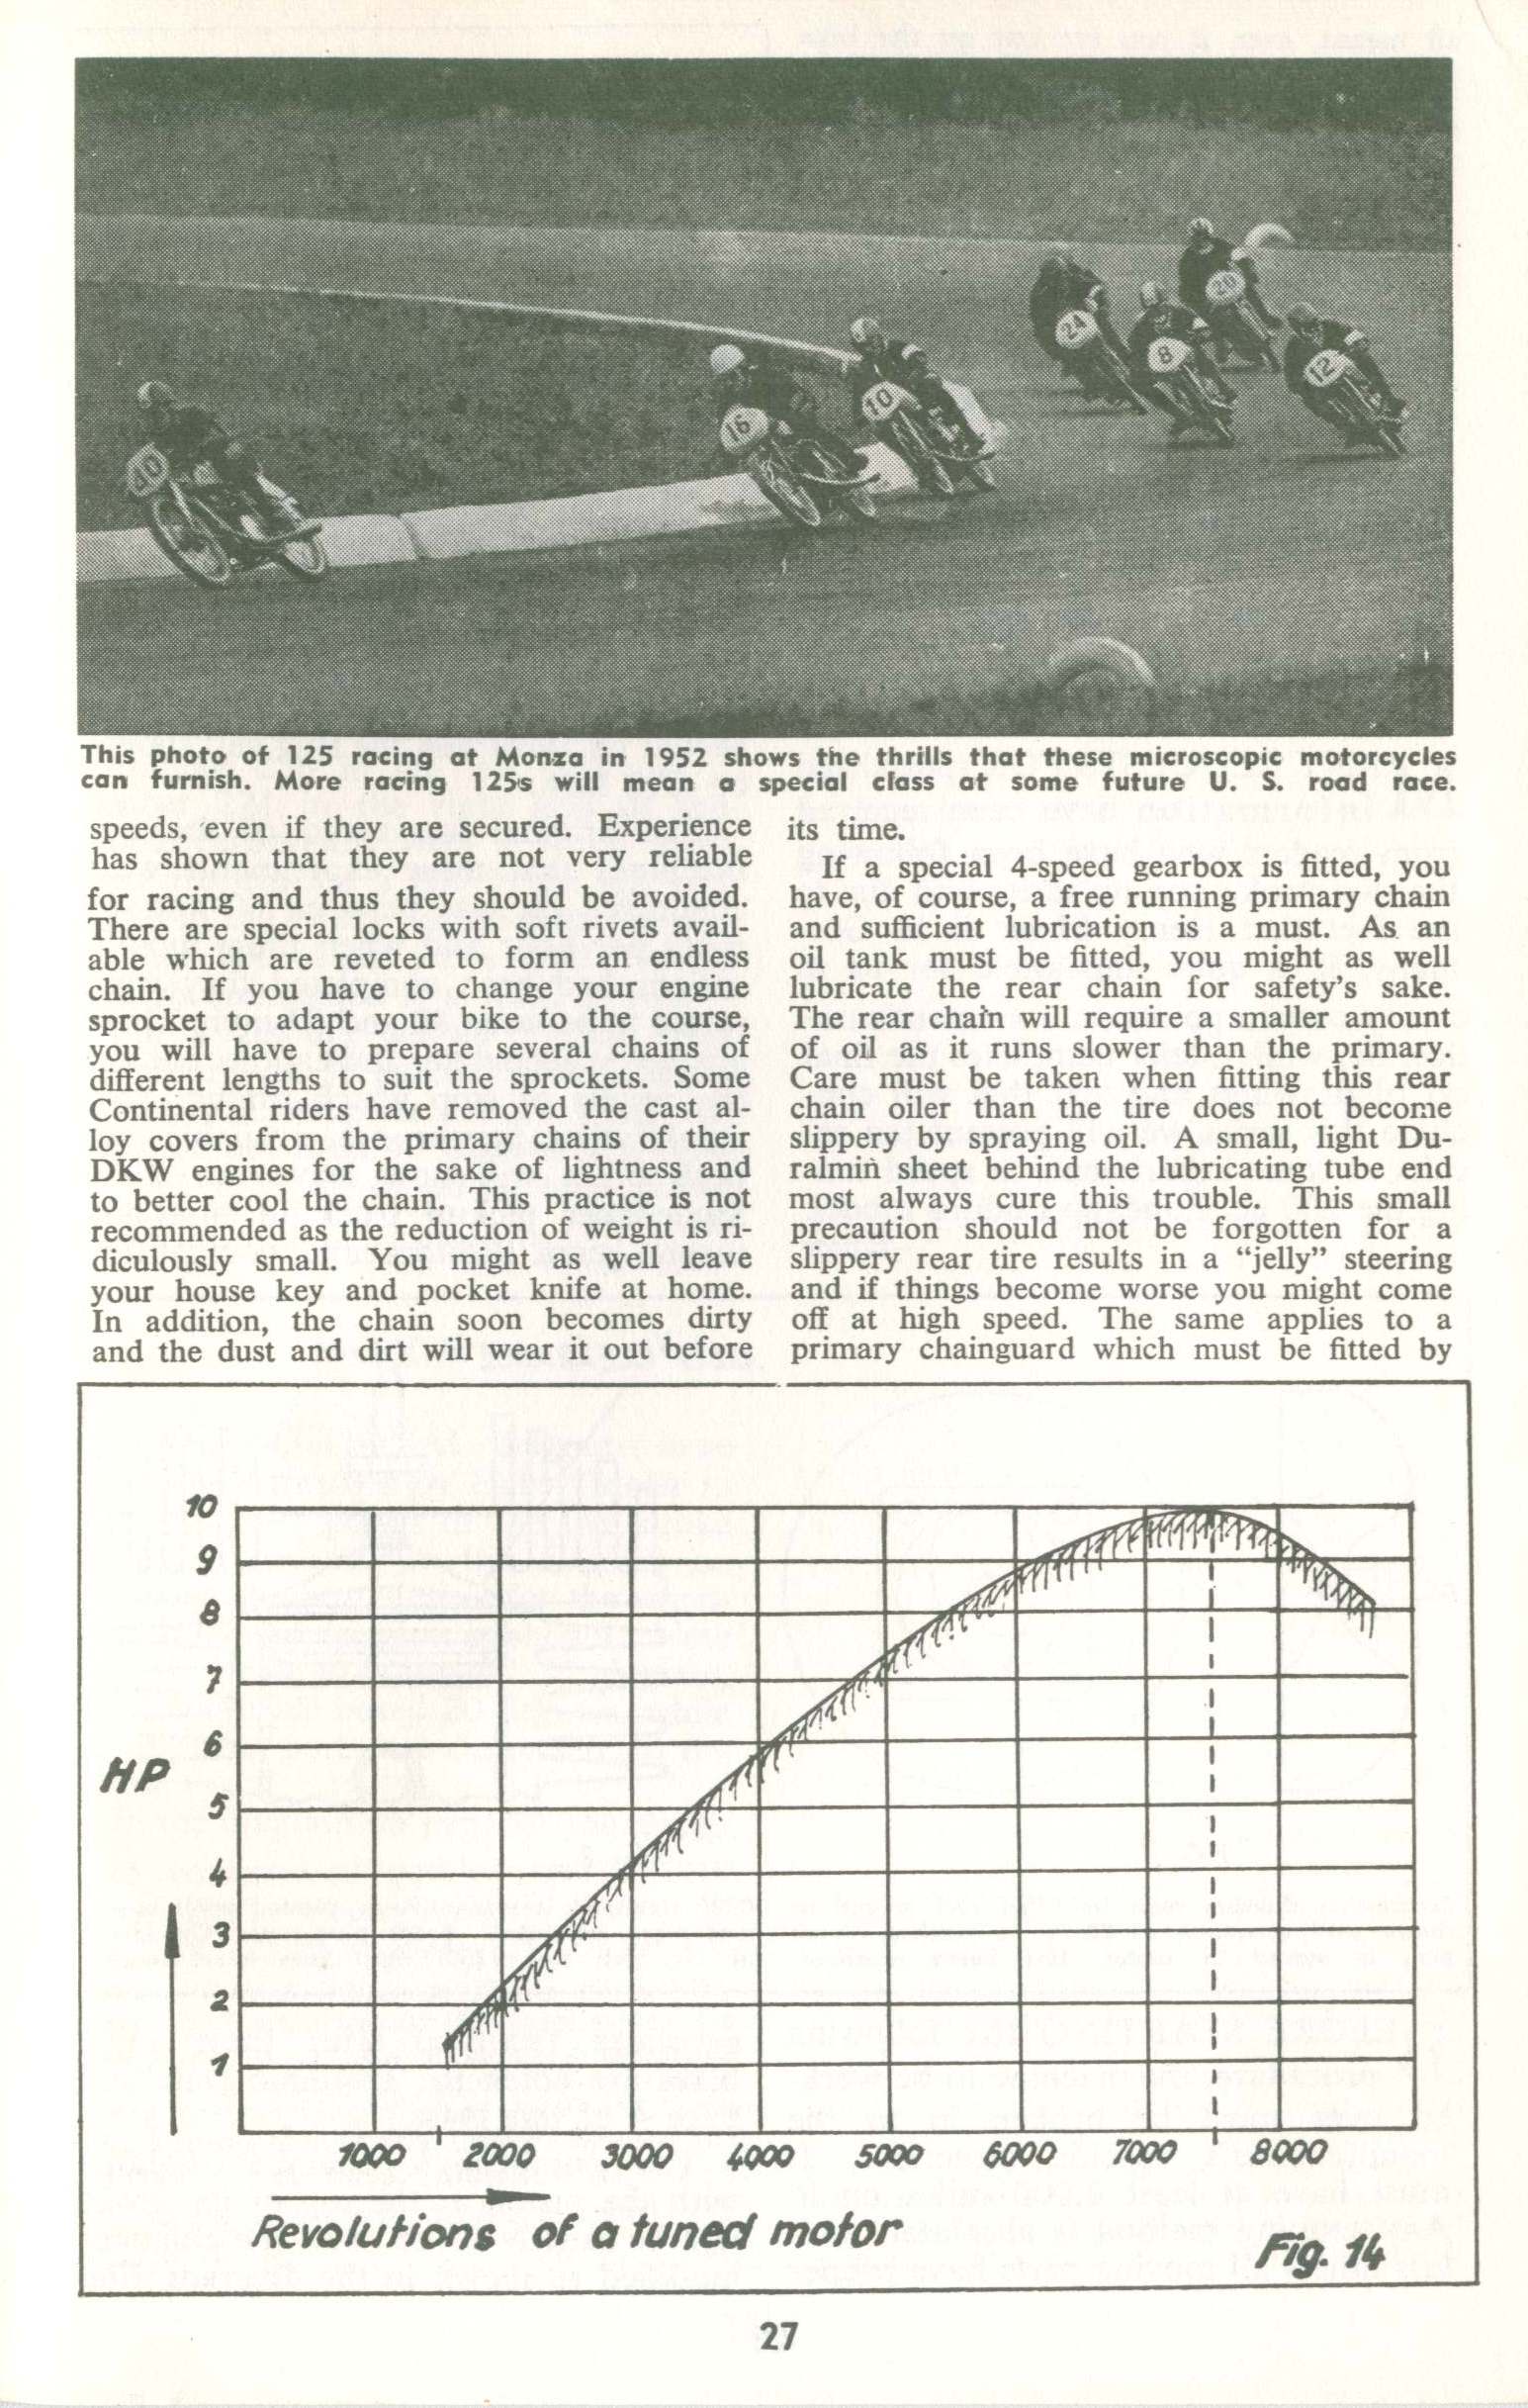 40
16
10
24
8
20
12
This photo of 125 racing at Monza in 1952 shows the thrills that these microscopic motorcycles
can furnish. More racing 125s will mean a special class at some future U. S. road race.
speeds, even if they are secured. Experience
has shown that they are not very reliable
for racing and thus they should be avoided.
There are special locks with soft rivets avail-
able which are reveted to form an endless
chain. If you have to change your engine
sprocket to adapt your bike to the course,
you will have to prepare several chains of
different lengths to suit the sprockets. Some
Continental riders have removed the cast al-
loy covers from the primary chains of their
DKW engines for the sake of lightness and
to better cool the chain. This practice is not
recommended as the reduction of weight is ri-
diculously small. You might as well leave
your house key and pocket knife at home.
In addition, the chain soon becomes dirty
and the dust and dirt will wear it out before
its time.
If a special 4-speed gearbox is fitted, you
have, of course, a free running primary chain
and sufficient lubrication is a must. As an
oil tank must be fitted, you might as well
lubricate the rear chain for safety's sake.
The rear chain will require a smaller amount
of oil as it runs slower than the primary.
Care must be taken when fitting this rear
chain oiler than the tire does not become
slippery by spraying oil. A small, light Du-
ralmin sheet behind the lubricating tube end
most always cure this trouble. This small
precaution should not be forgotten for a
slippery rear tire results in a “jelly” steering
and if things become worse you might come
off at high speed. The same applies to a
primary chainguard which must be fitted by
10
9
8
7
6
HP
5
4
3
2
1
1000 2000 3000 4000 5000 6000 7000 8000
Revolutions of a tuned motor
Fig. 14
27